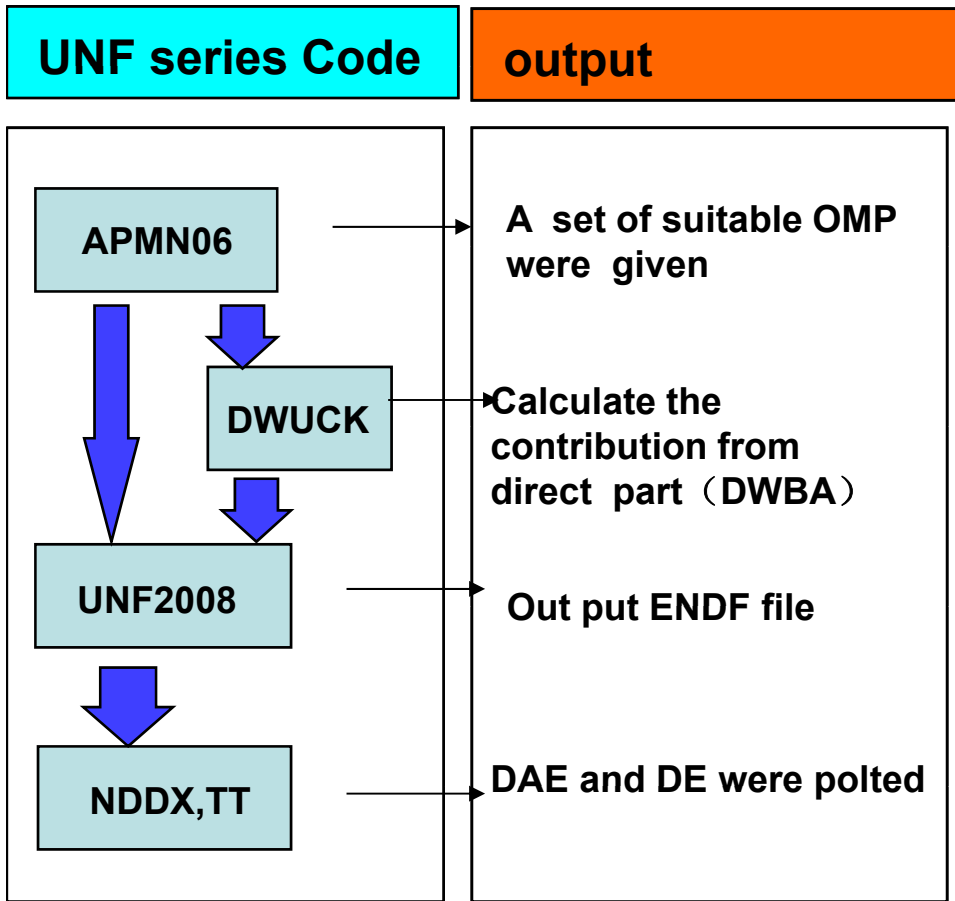 UNF series Code
output
APMN06
A set of suitable OMP
were given
DWUCK
Calculate the
contribution from
direct part（DWBA）
UNF2008
Out put ENDF file
NDDX,TT
DAE and DE were polted